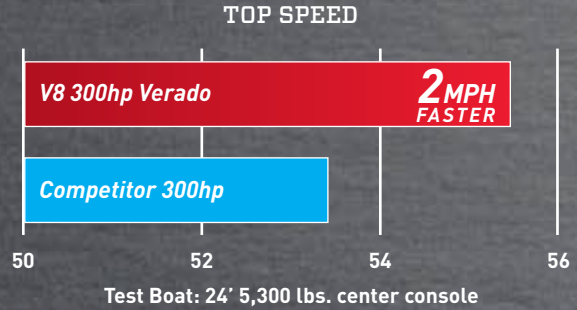 TOP SPEED
V8 300hp Verado
2MPH
FASTER
Competitor 300hp
50 52 54 56
Test Boat: 24' 5,300 lbs. center console